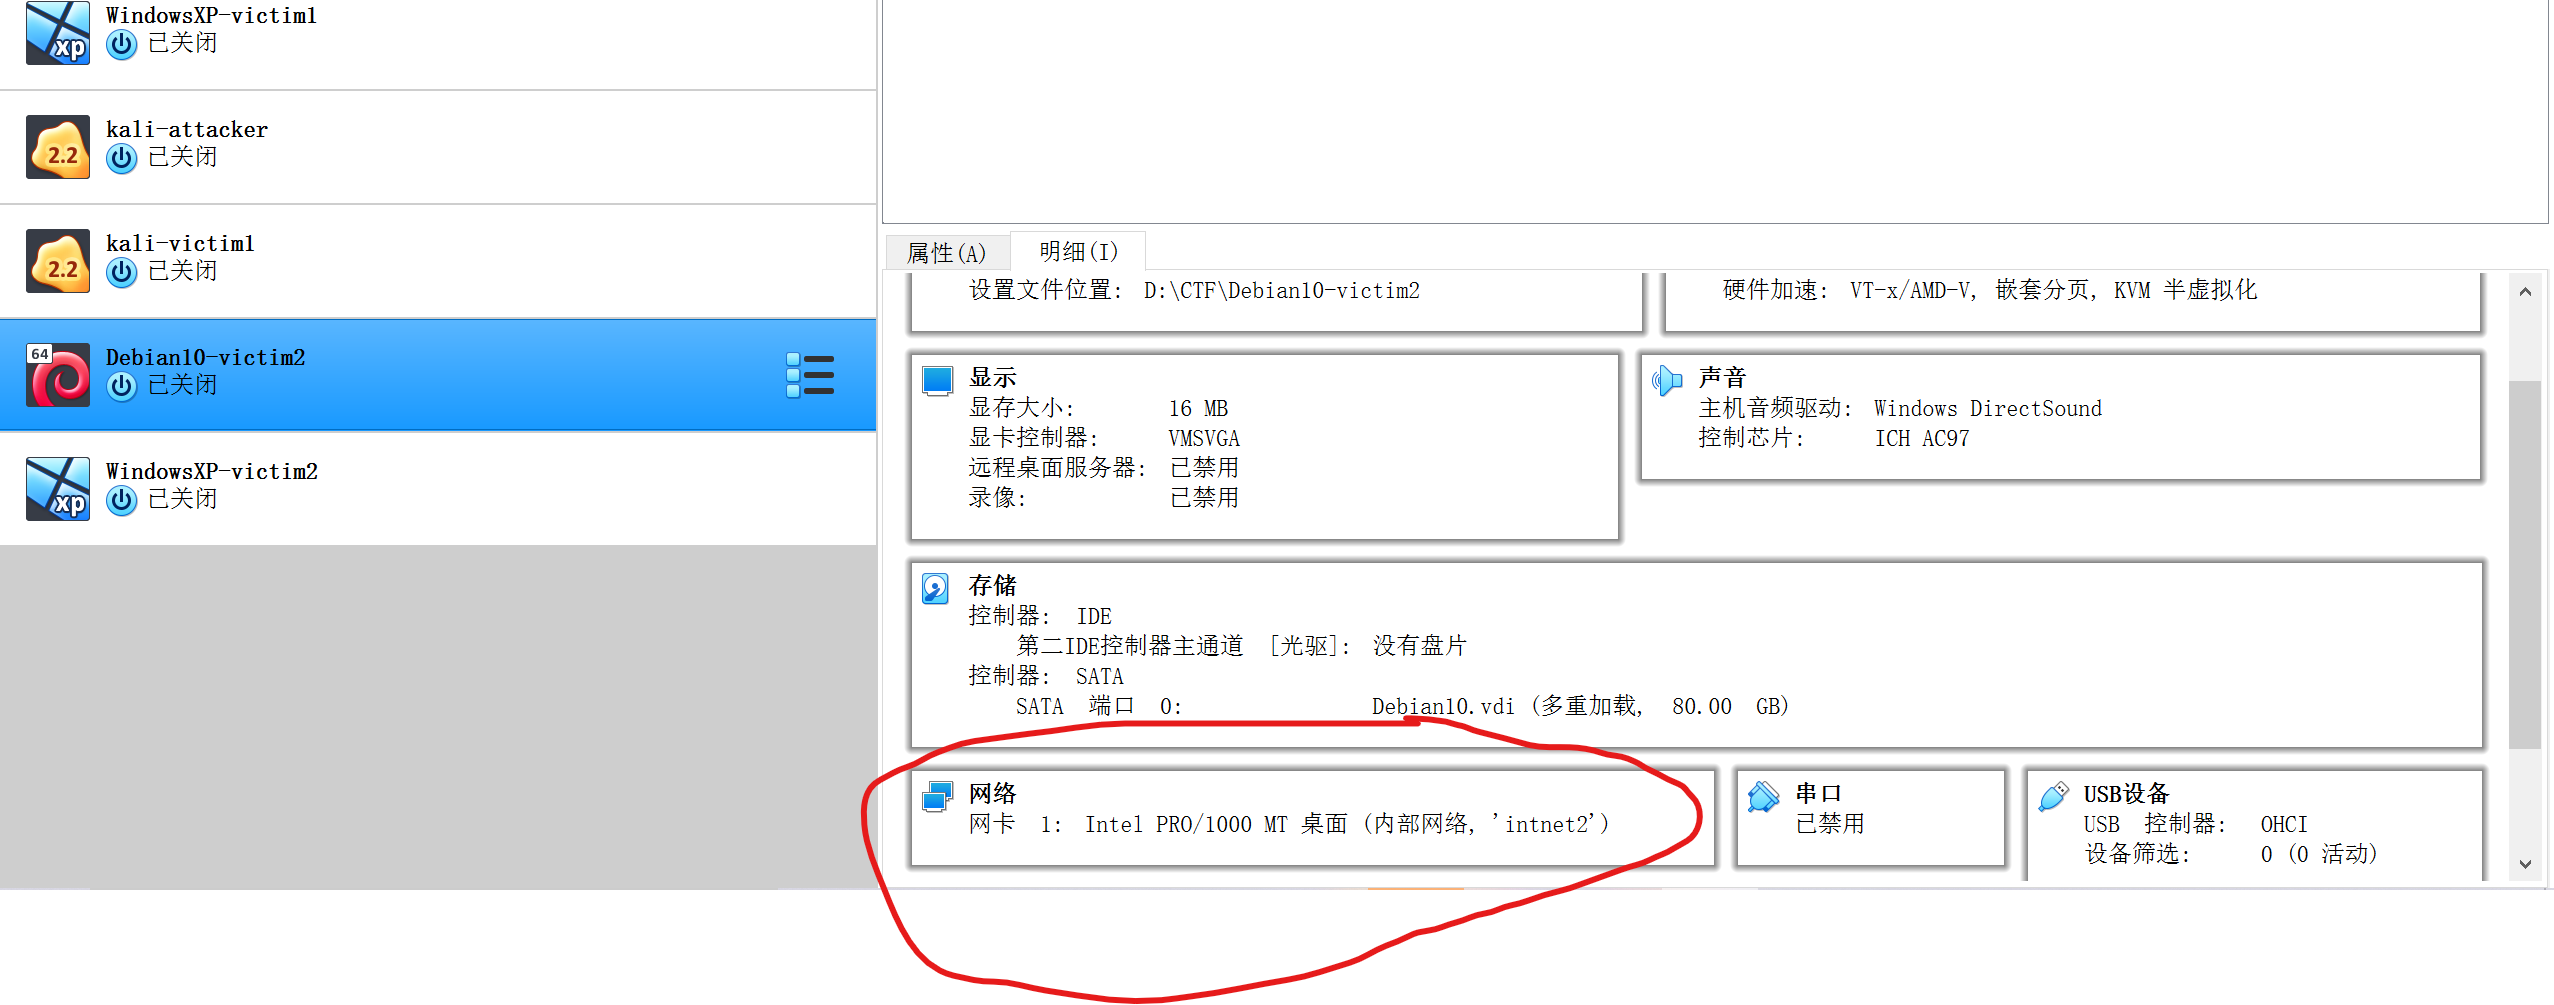 WindowsXP-victim1
已关闭
kali-attacker
2.2
已关闭
kali-victim1
2.2
已关闭
64
Debian10-victim2
已关闭
WindowsXP-victim2
xp
已关闭
xp
属性(A)
明细(I)
设置文件位置: D:\CTF\Debian10-victim2
硬件加速: VT-x/AMD-V, 嵌套分页, KVM 半虚拟化
显示
显存大小: 16 MB
显卡控制器: VMSVGA
远程桌面服务器: 已禁用
录像: 已禁用
声音
主机音频驱动: Windows DirectSound
控制芯片: ICH AC97
存储
控制器: IDE
第二IDE控制器主通道 [光驱]: 没有盘片
控制器: SATA
SATA 端口 0: Debian10.vdi (多重加载, 80.00 GB)
网络
网卡 1: Intel PRO/1000 MT 桌面 (内部网络, 'intnet2')
串口
已禁用
USB设备
USB 控制器: OHCI
设备筛选: 0 (0 活动)